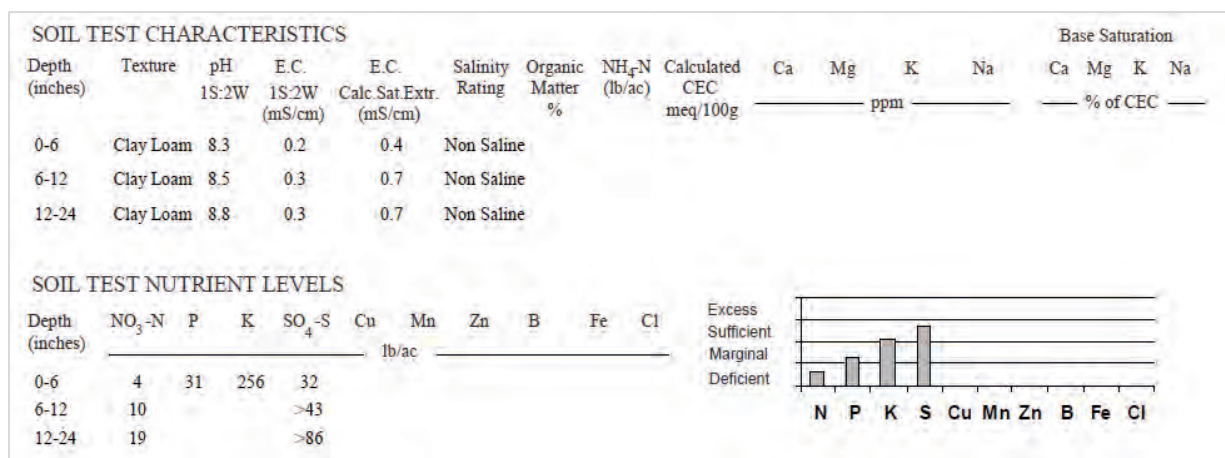 SOIL TEST CHARACTERISTICS
Base Saturation
Depth Texture pH E.C. E.C. Salinity Organic NH₄-N Calculated Ca Mg K Na Ca Mg K Na
(inches) 1S:2W 1S:2W Calc.Sat.Extr. Rating Matter (lb/ac) CEC ppm % of CEC
(mS/cm) (mS/cm) % meq/100g
0-6 Clay Loam 8.3 0.2 0.4 Non Saline
6-12 Clay Loam 8.5 0.3 0.7 Non Saline
12-24 Clay Loam 8.8 0.3 0.7 Non Saline
SOIL TEST NUTRIENT LEVELS
Depth NO₃-N P K SO₄-S Cu Mn Zn B Fe Cl
(inches) lb/ac
0-6 4 31 256 32
6-12 10 >43
12-24 19 >86
Excess
Sufficient
Marginal
Deficient
N P K S Cu Mn Zn B Fe Cl